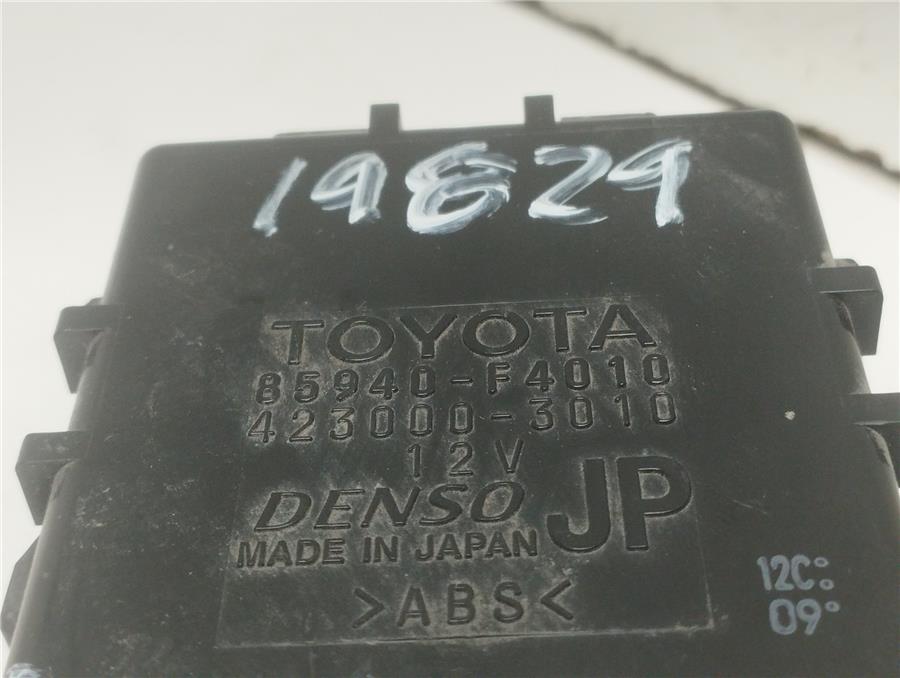 19829
TOYOTA
85940-F4010
423000-3010
12V
DENSO JP
MADE IN JAPAN
>ABS<
12C:
09°